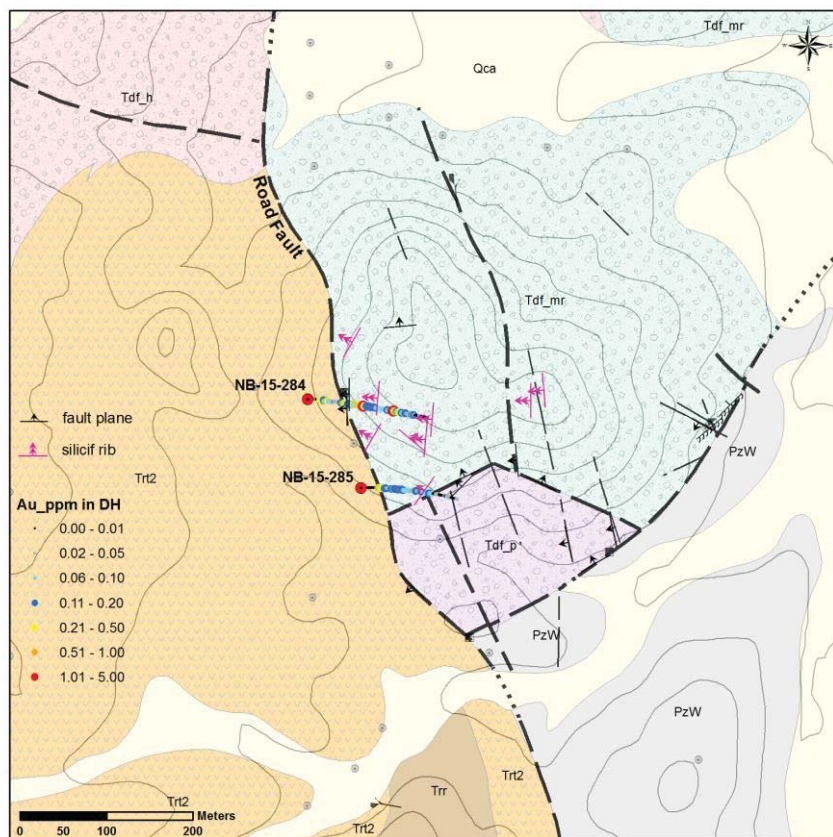 Tdf_mr
Qca
Tdf_h
Road Fault
Tdf_mr
NB-15-284
fault plane
silicif rib
PzW
Trt2
NB-15-285
Au_ppm in DH
0.00 - 0.01
0.02 - 0.05
0.06 - 0.10
0.11 - 0.20
0.21 - 0.50
0.51 - 1.00
1.01 - 5.00
Tdf_p
PzW
PzW
Trr
Trt2
Trt2
Trt2
Meters
0 50 100 200